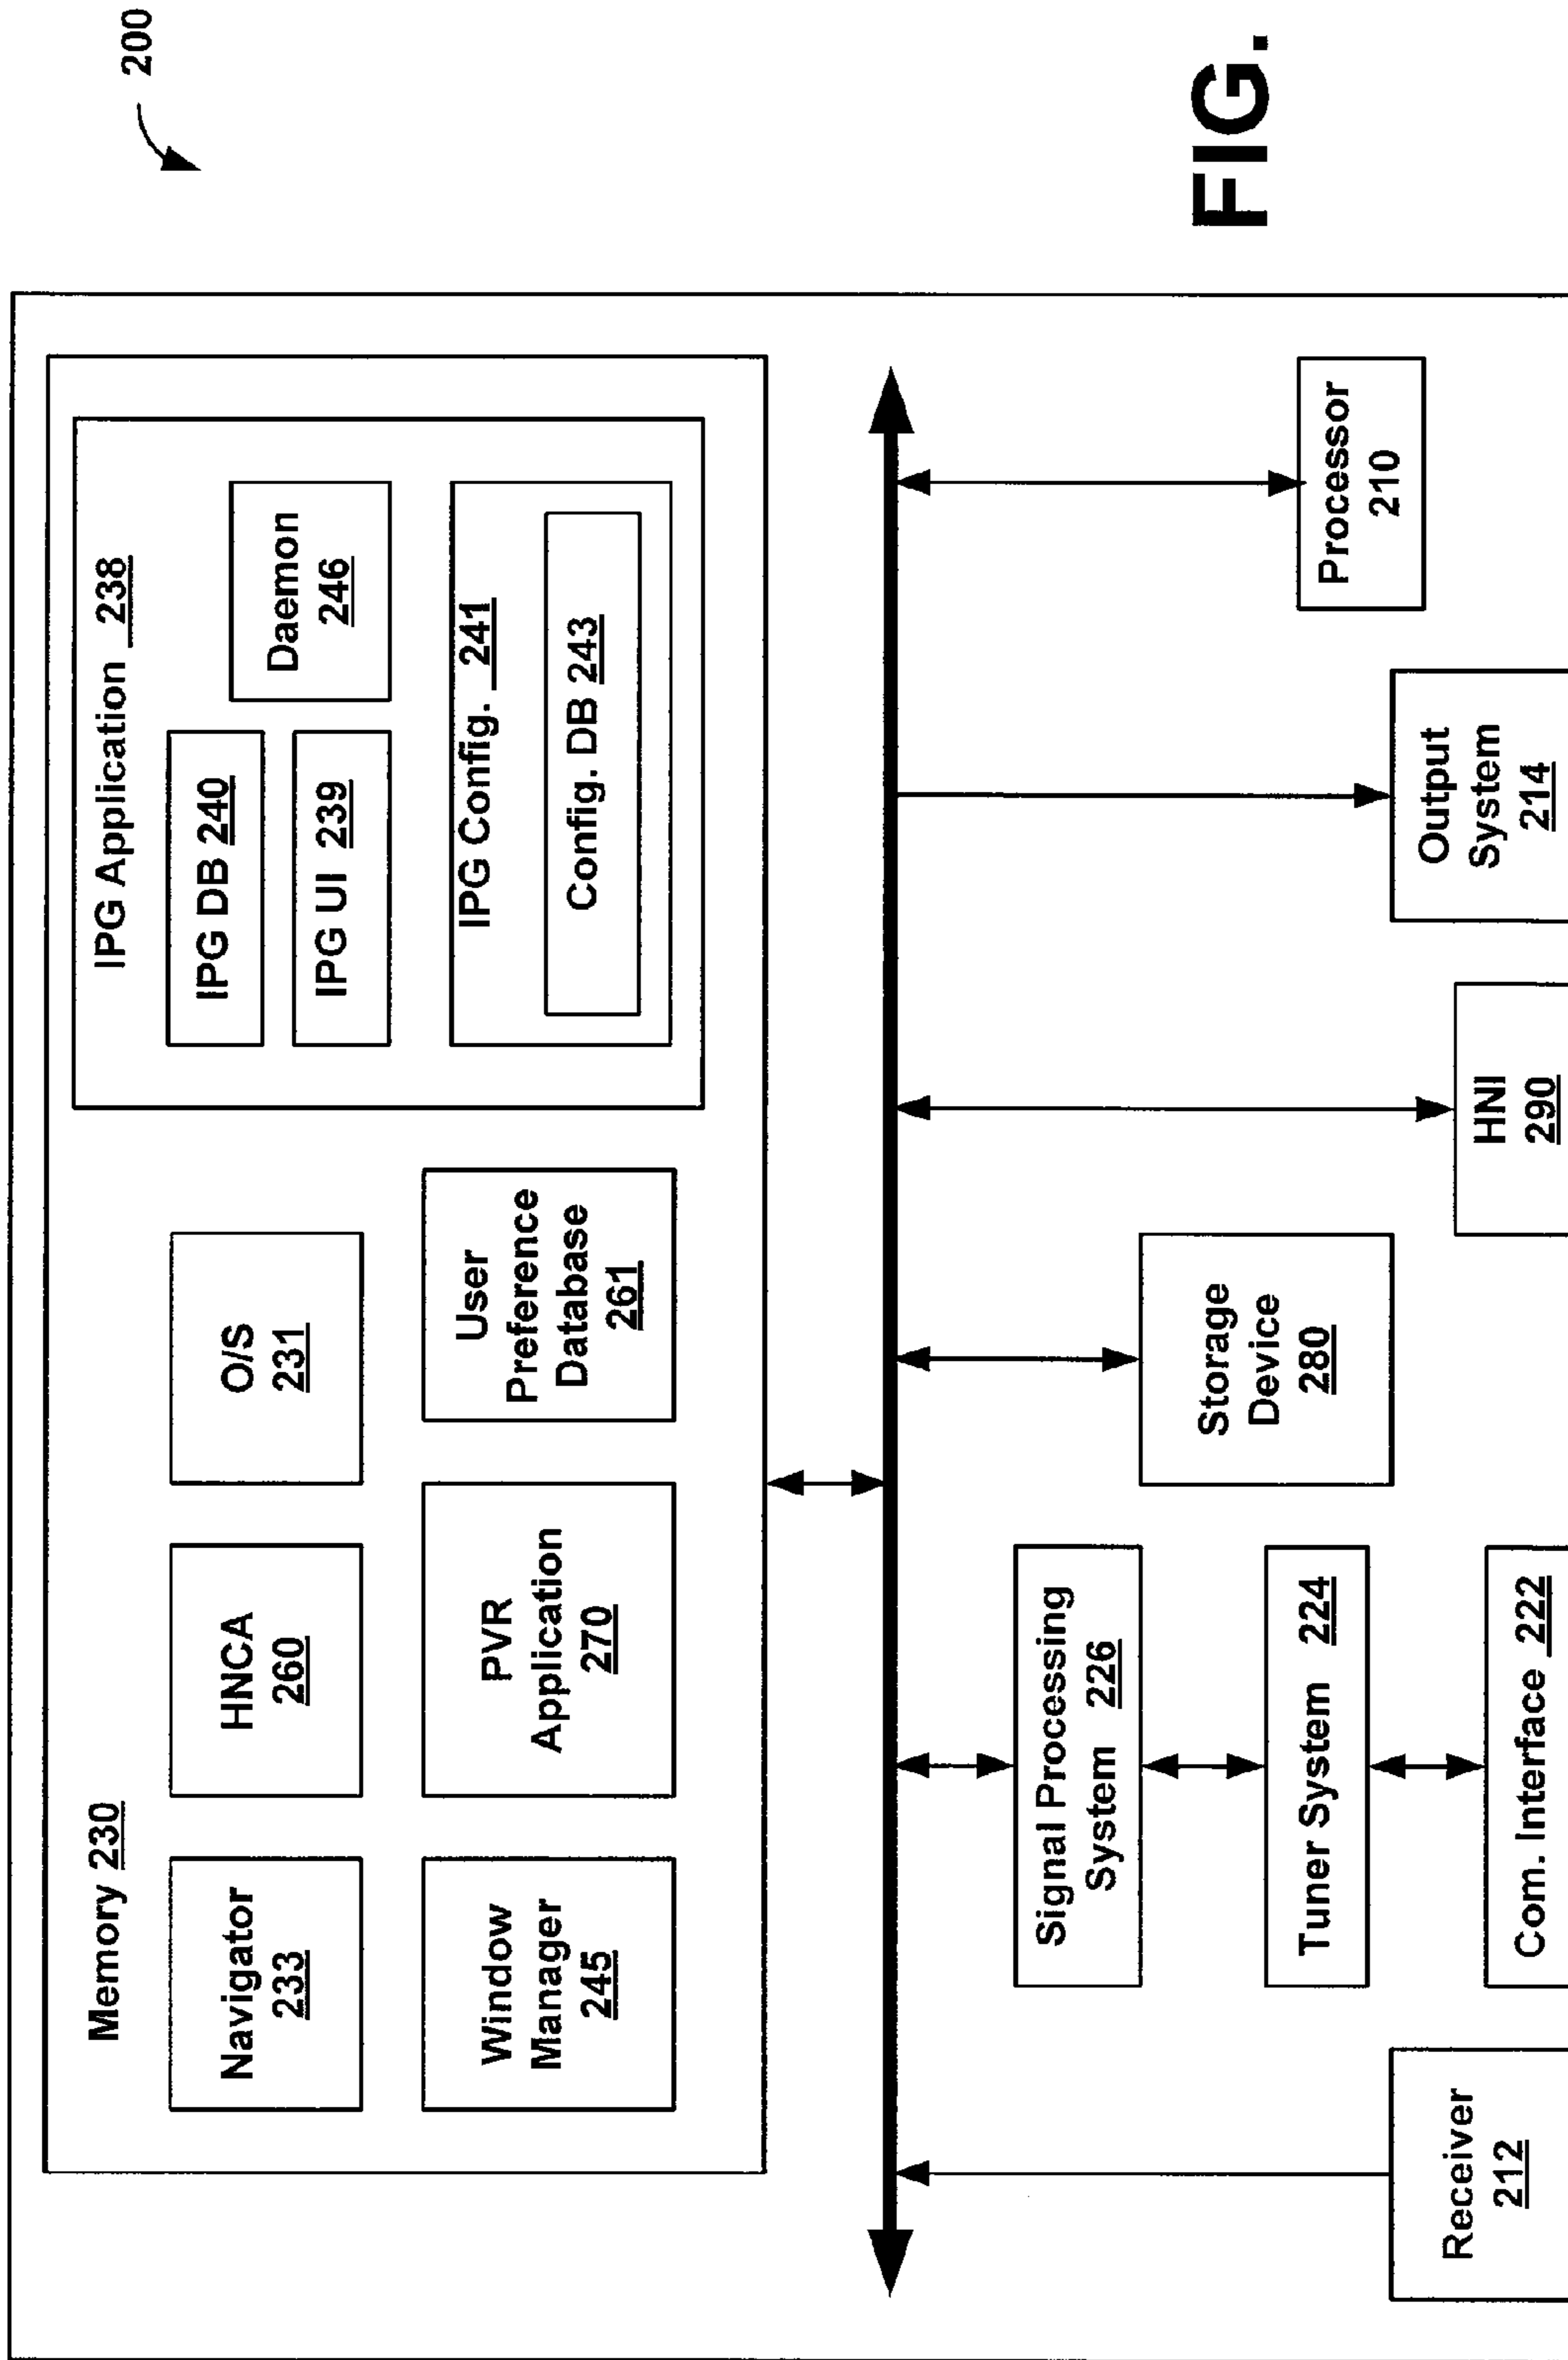 200
Memory 230
Navigator
233
HNCA
260
O/S
231
Window
Manager
245
PVR
Application
270
User
Preference
Database
261
IPG Application 238
IPG DB 240
IPG UI 239
Daemon
246
IPG Config. 241
Config. DB 243
Receiver
212
Signal Processing
System 226
Tuner System 224
Com. Interface 222
Storage
Device
280
HNI
290
Output
System
214
Processor
210
FIG.